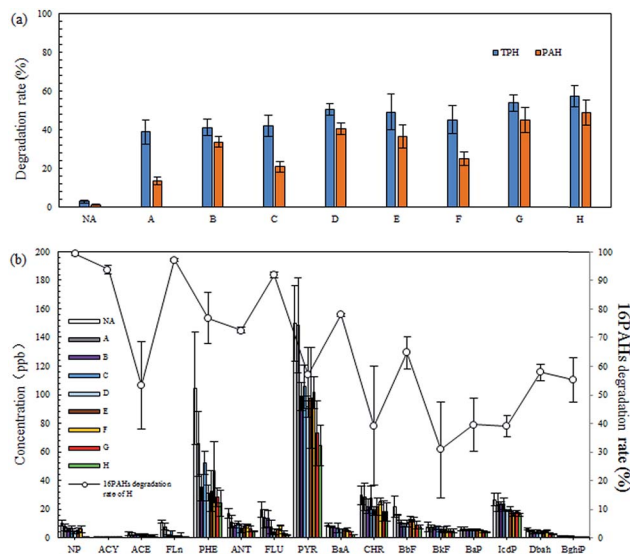 (a)
100
80
60
40
20
0
Degradation rate (%)
TPH PAH
NA A B C D E F G H
(b)
200
180
160
140
120
100
80
60
40
20
0
Concentration (ppb)
NA
A
B
C
D
E
F
G
H
16PAHs degradation
rate of H
100
90
80
70
60
50
40
30
20
10
0
16PAHs degradation
rate (%)
NP ACY ACE FLn PHE ANT FLU PYR BaA CHR BbF BkF BaP IcdP Dbah BghiP